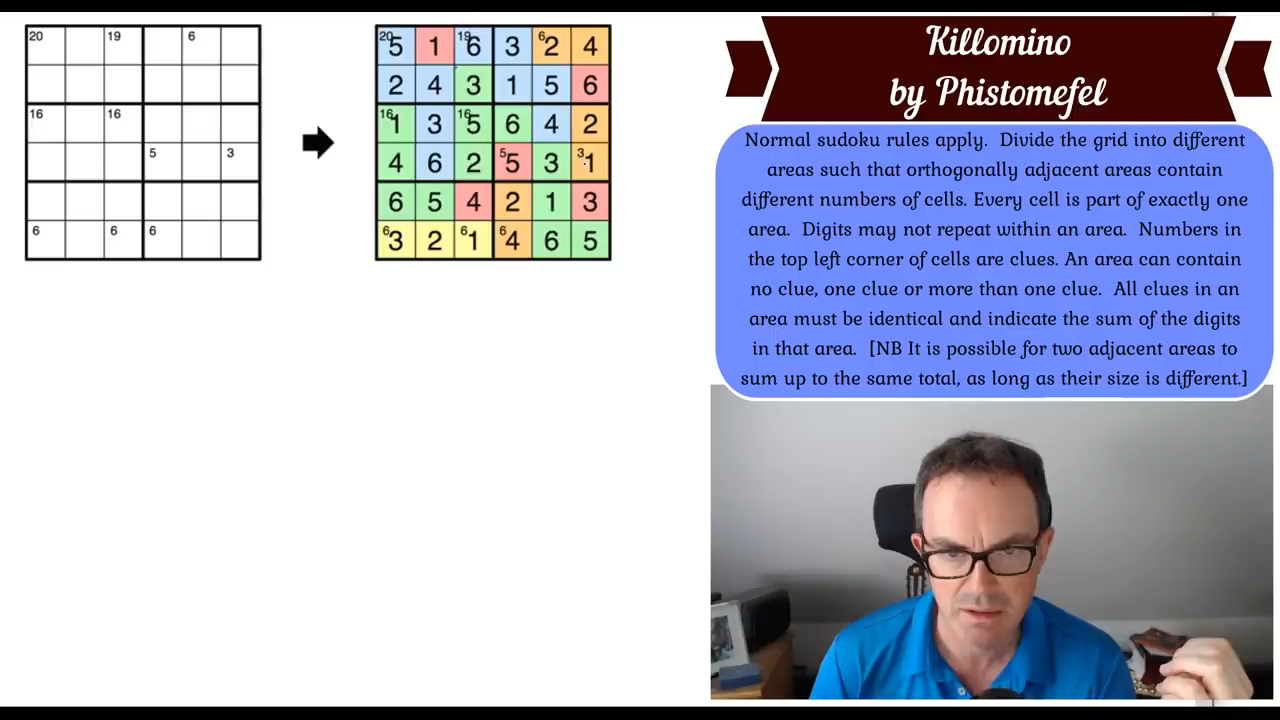 20 19 6
16 16
5 3
6 6 6
20 5 1 19 6 3 6 2 4
2 4 3 1 5 6
16 1 3 16 5 6 4 2
4 6 2 5 5 3 3 1
6 5 4 2 1 3
6 3 2 6 1 6 4 6 5
Killomino
by Phistomefel
Normal sudoku rules apply. Divide the grid into different
areas such that orthogonally adjacent areas contain
different numbers of cells. Every cell is part of exactly one
area. Digits may not repeat within an area. Numbers in
the top left corner of cells are clues. An area can contain
no clue, one clue or more than one clue. All clues in an
area must be identical and indicate the sum of the digits
in that area. [NB It is possible for two adjacent areas to
sum up to the same total, as long as their size is different.]